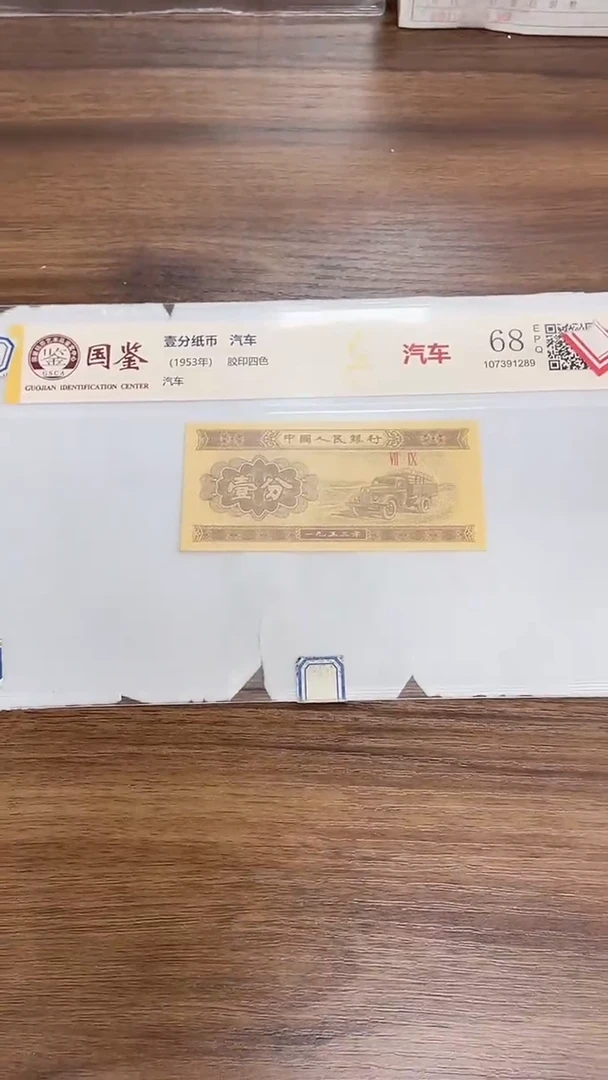 国鉴
GSCA
GUOJIAN IDENTIFICATION CENTER
壹分纸币 汽车
(1953年) 胶印四色
汽车
汽车
68
EPQ
107391289
中國人民銀行
VII IX
壹分
一九五三年